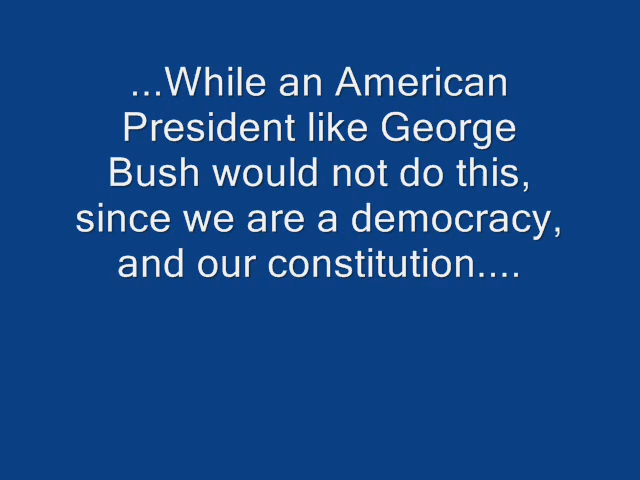 ...While an American
President like George
Bush would not do this,
since we are a democracy,
and our constitution....